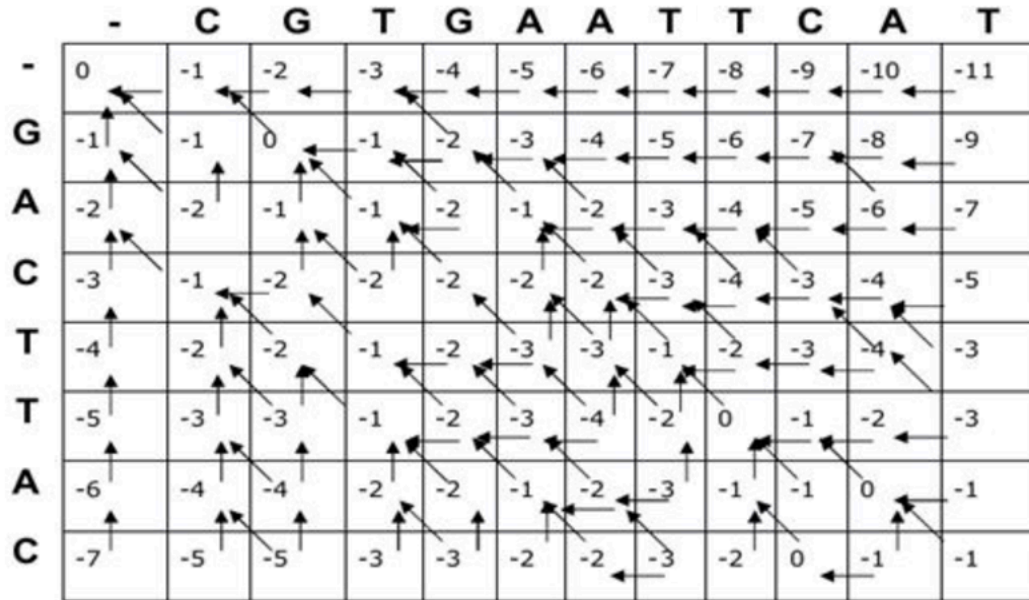 - C G T G A A T T C A T
- 0 -1 -2 -3 -4 -5 -6 -7 -8 -9 -10 -11
G -1 -1 0 -1 -2 -3 -4 -5 -6 -7 -8 -9
A -2 -2 -1 -1 -2 -1 -2 -3 -4 -5 -6 -7
C -3 -1 -2 -2 -2 -2 -2 -3 -4 -3 -4 -5
T -4 -2 -2 -1 -2 -3 -3 -1 -2 -3 -4 -3
T -5 -3 -3 -1 -2 -3 -4 -2 0 -1 -2 -3
A -6 -4 -4 -2 -2 -1 -2 -3 -1 -1 0 -1
C -7 -5 -5 -3 -3 -2 -2 -3 -2 0 -1 -1